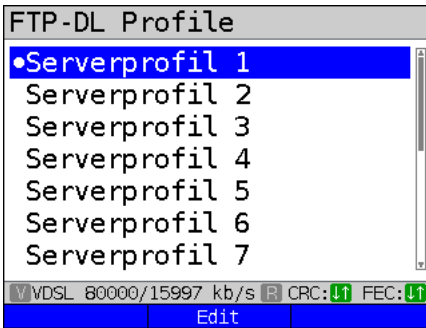 FTP-DL Profile
•Serverprofil 1
Serverprofil 2
Serverprofil 3
Serverprofil 4
Serverprofil 5
Serverprofil 6
Serverprofil 7
V VDSL 80000/15997 kb/s R CRC:↓↑ FEC:↓↑
Edit